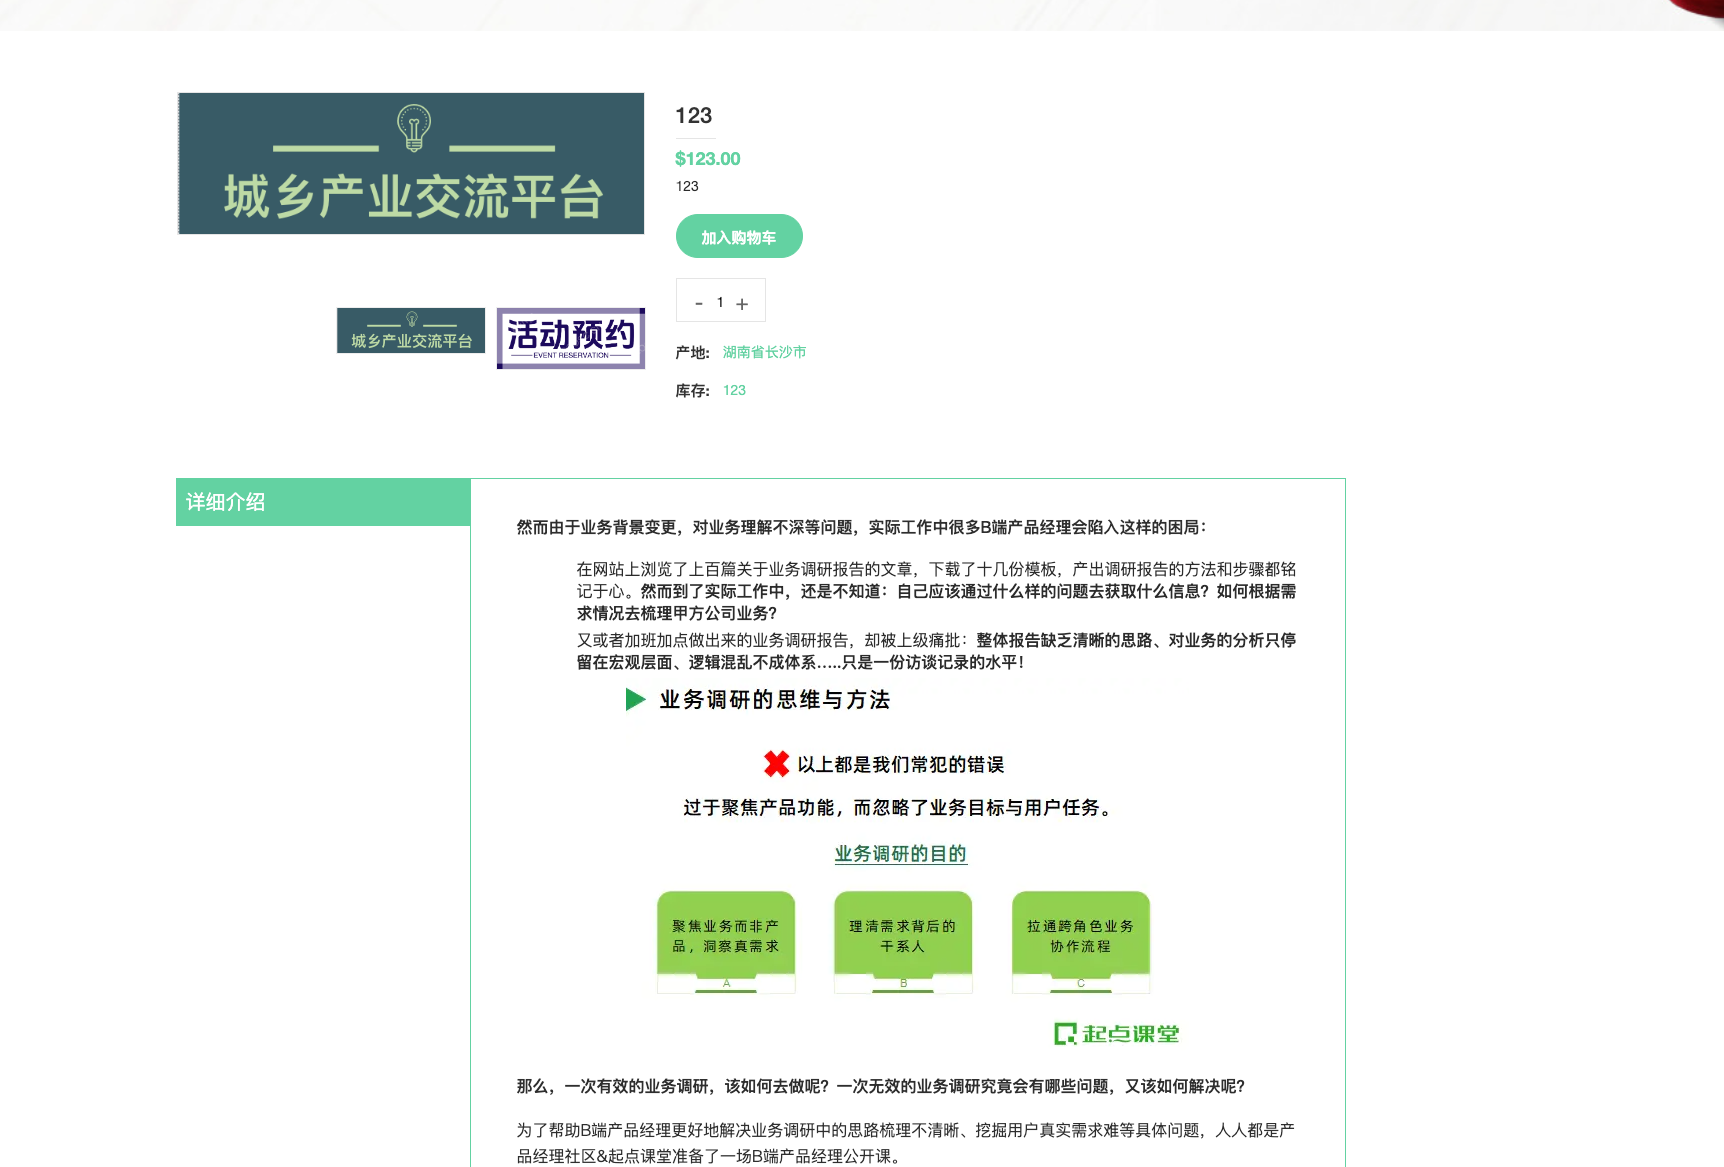 城乡产业交流平台
城乡产业交流平台
活动预约
EVENT RESERVATION
123
$123.00
123
加入购物车
- 1 +
产地: 湖南省长沙市
库存: 123
详细介绍
然而由于业务背景变更，对业务理解不深等问题，实际工作中很多B端产品经理会陷入这样的困局：
在网站上浏览了上百篇关于业务调研报告的文章，下载了十几份模板，产出调研报告的方法和步骤都铭
记于心。然而到了实际工作中，还是不知道：自己应该通过什么样的问题去获取什么信息？如何根据需
求情况去梳理甲方公司业务？
又或者加班加点做出来的业务调研报告，却被上级痛批：整体报告缺乏清晰的思路、对业务的分析只停
留在宏观层面、逻辑混乱不成体系…..只是一份访谈记录的水平！
业务调研的思维与方法
以上都是我们常犯的错误
过于聚焦产品功能，而忽略了业务目标与用户任务。
业务调研的目的
聚焦业务而非产
品，洞察真需求
A
理清需求背后的
干系人
B
拉通跨角色业务
协作流程
C
起点课堂
那么，一次有效的业务调研，该如何去做呢？一次无效的业务调研究竟会有哪些问题，又该如何解决呢？
为了帮助B端产品经理更好地解决业务调研中的思路梳理不清晰、挖掘用户真实需求难等具体问题，人人都是产
品经理社区&起点课堂准备了一场B端产品经理公开课。